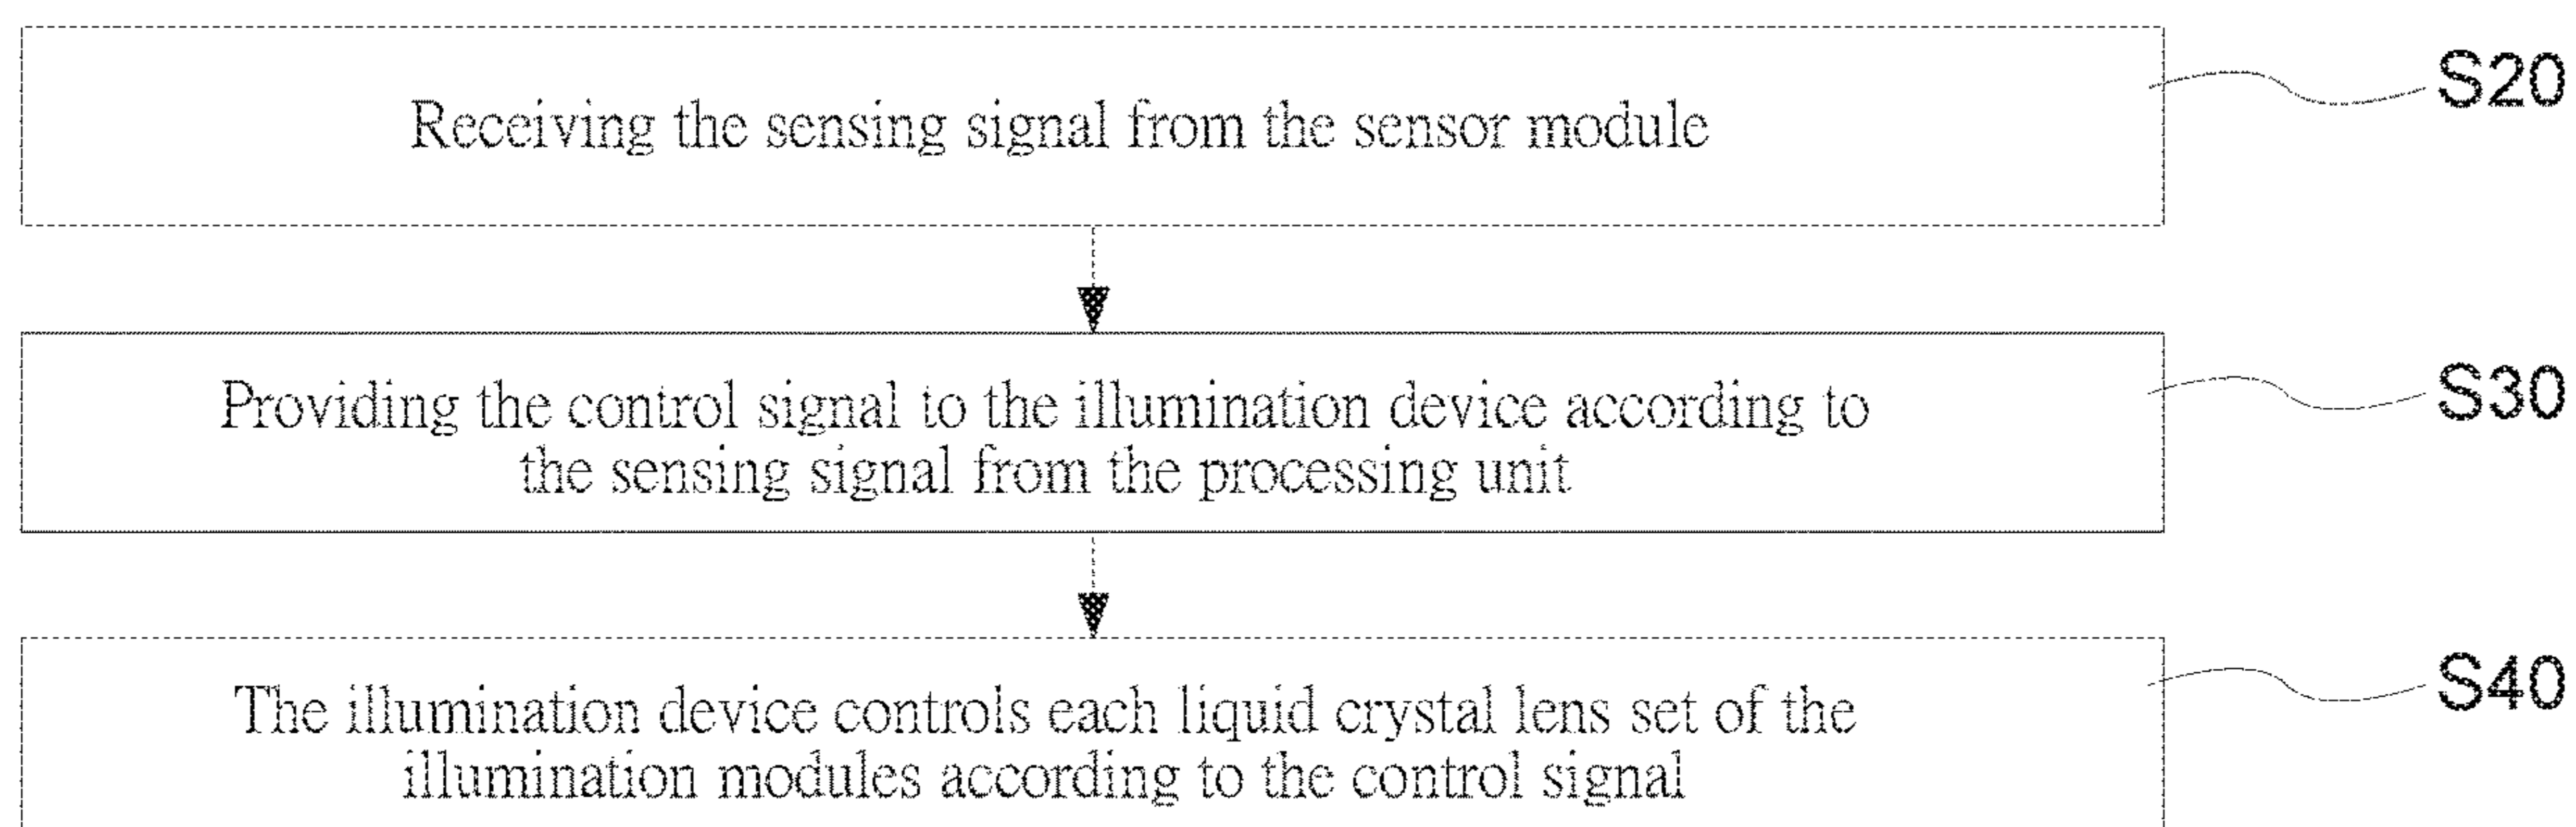 Receiving the sensing signal from the sensor module
S20
Providing the control signal to the illumination device according to
the sensing signal from the processing unit
S30
The illumination device controls each liquid crystal lens set of the
illumination modules according to the control signal
S40